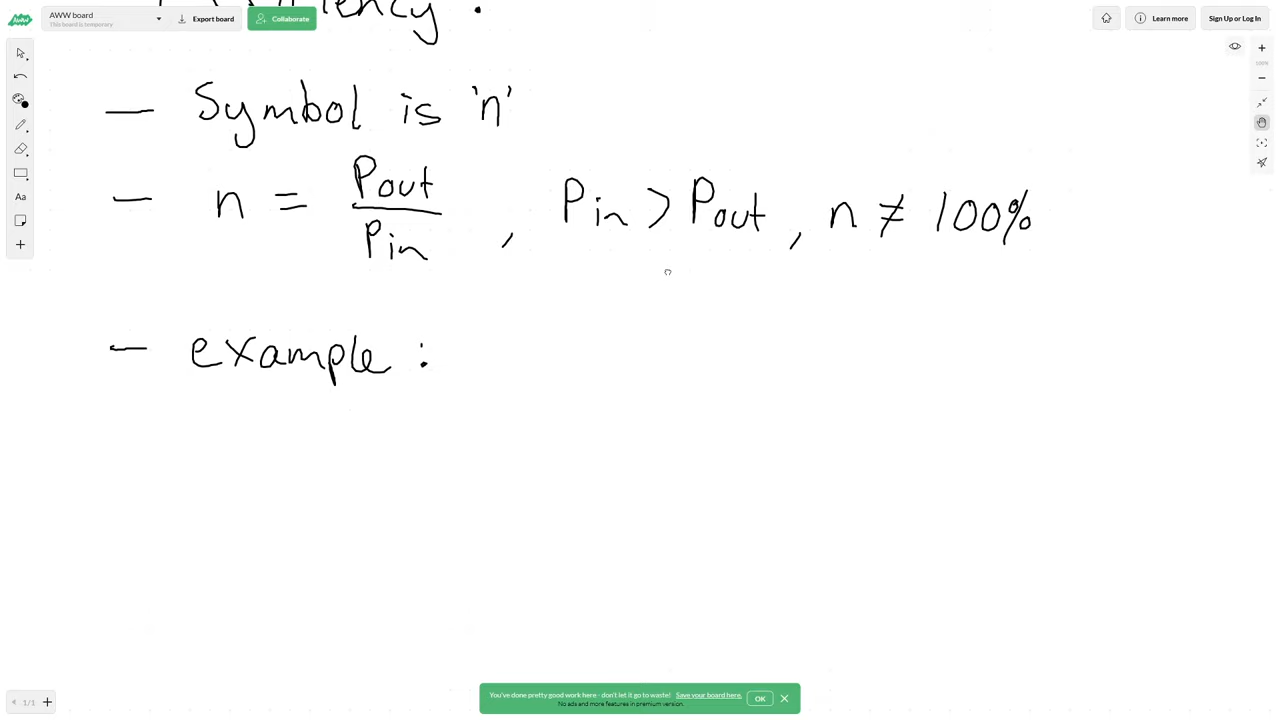 AWW board
This board is temporary
Export board
Collaborate
Learn more
Sign Up or Log In
100%
— Symbol is 'n'
— n = Pout / Pin , Pin > Pout , n ≠ 100%
— example :
Aa
1/1
You've done pretty good work here - don't let it go to waste! Save your board here.
No ads and more features in premium version.
OK